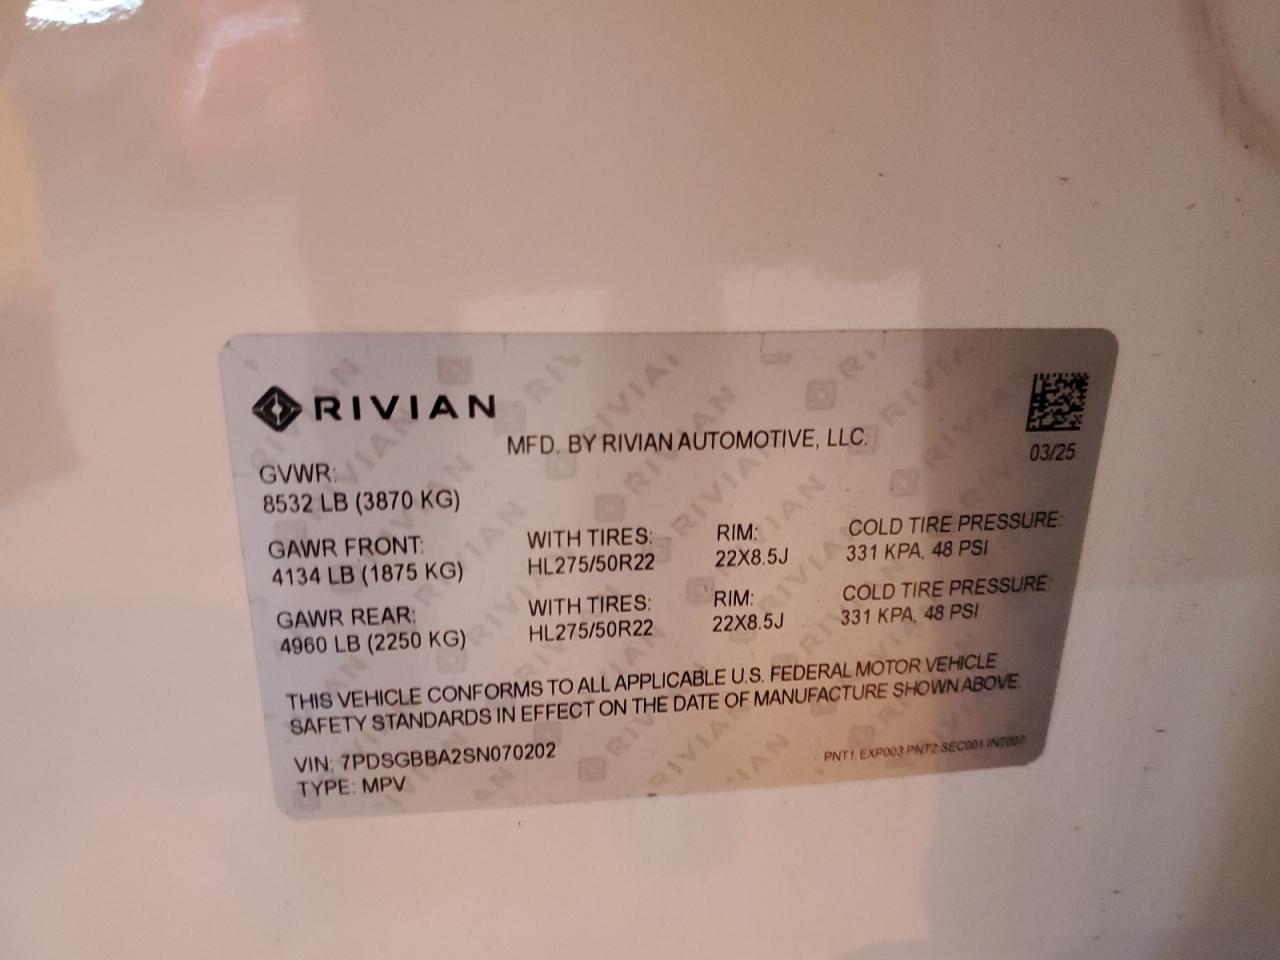 RIVIAN
MFD. BY RIVIAN AUTOMOTIVE, LLC.
03/25
GVWR:
8532 LB (3870 KG)
GAWR FRONT: WITH TIRES: RIM: COLD TIRE PRESSURE:
4134 LB (1875 KG) HL275/50R22 22X8.5J 331 KPA, 48 PSI
GAWR REAR: WITH TIRES: RIM: COLD TIRE PRESSURE:
4960 LB (2250 KG) HL275/50R22 22X8.5J 331 KPA, 48 PSI
THIS VEHICLE CONFORMS TO ALL APPLICABLE U.S. FEDERAL MOTOR VEHICLE
SAFETY STANDARDS IN EFFECT ON THE DATE OF MANUFACTURE SHOWN ABOVE
VIN: 7PDSGBBA2SN070202
TYPE: MPV
PNT1 EXP003 PNT2 SEC001 INT007